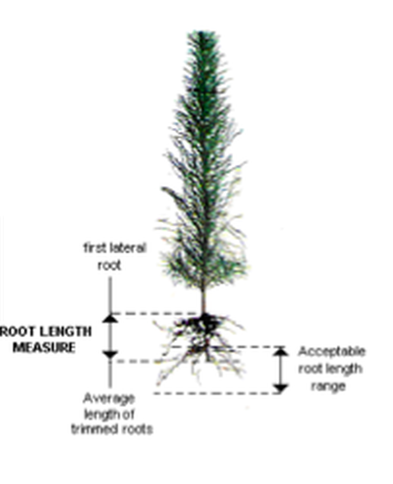 first lateral
root
ROOT LENGTH
MEASURE
Acceptable
root length
range
Average
length of
trimmed roots